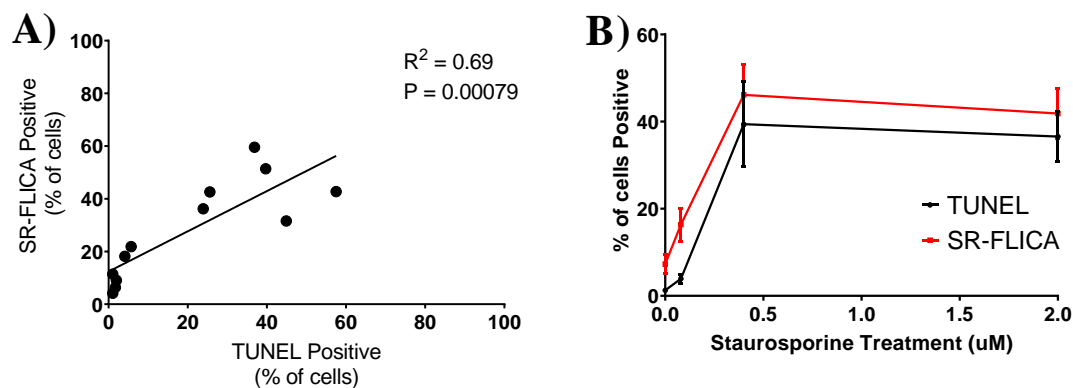 A)
100
80
60
40
20
0
SR-FLICA Positive
(% of cells)
R² = 0.69
P = 0.00079
0 20 40 60 80 100
TUNEL Positive
(% of cells)
B)
60
40
20
0
% of cells Positive
TUNEL
SR-FLICA
0.0 0.5 1.0 1.5 2.0
Staurosporine Treatment (uM)